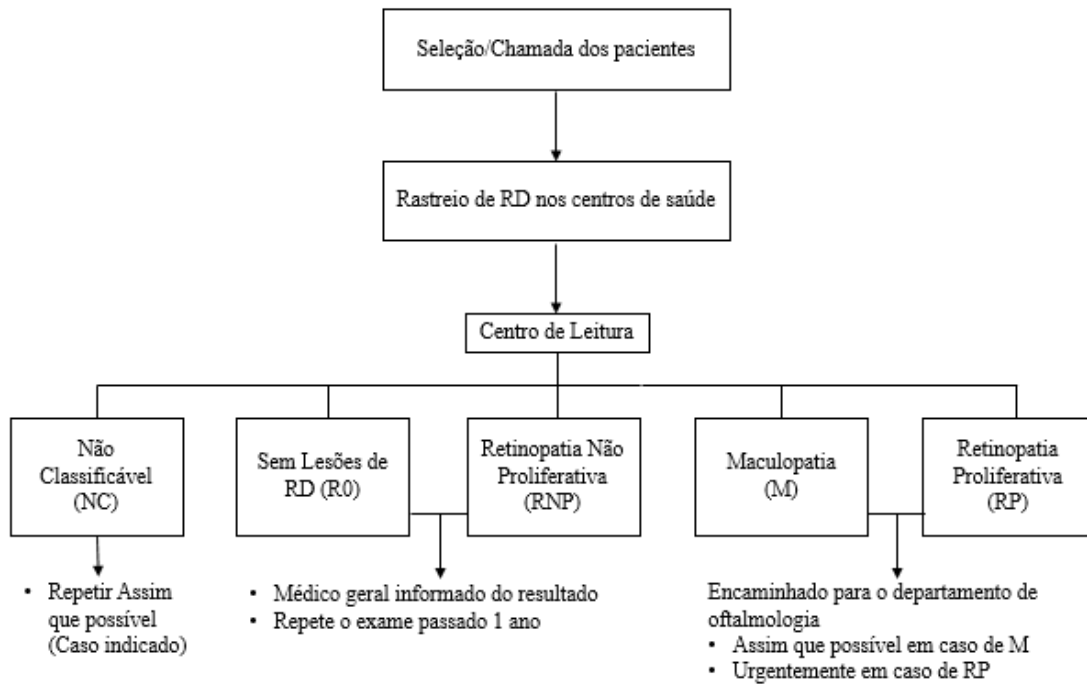 Seleção/Chamada dos pacientes
Rastreio de RD nos centros de saúde
Centro de Leitura
Não
Classificável
(NC)
Sem Lesões de
RD (R0)
Retinopatia Não
Proliferativa
(RNP)
Maculopatia
(M)
Retinopatia
Proliferativa
(RP)
• Repetir Assim
que possível
(Caso indicado)
• Médico geral informado do resultado
• Repete o exame passado 1 ano
Encaminhado para o departamento de
oftalmologia
• Assim que possível em caso de M
• Urgentemente em caso de RP